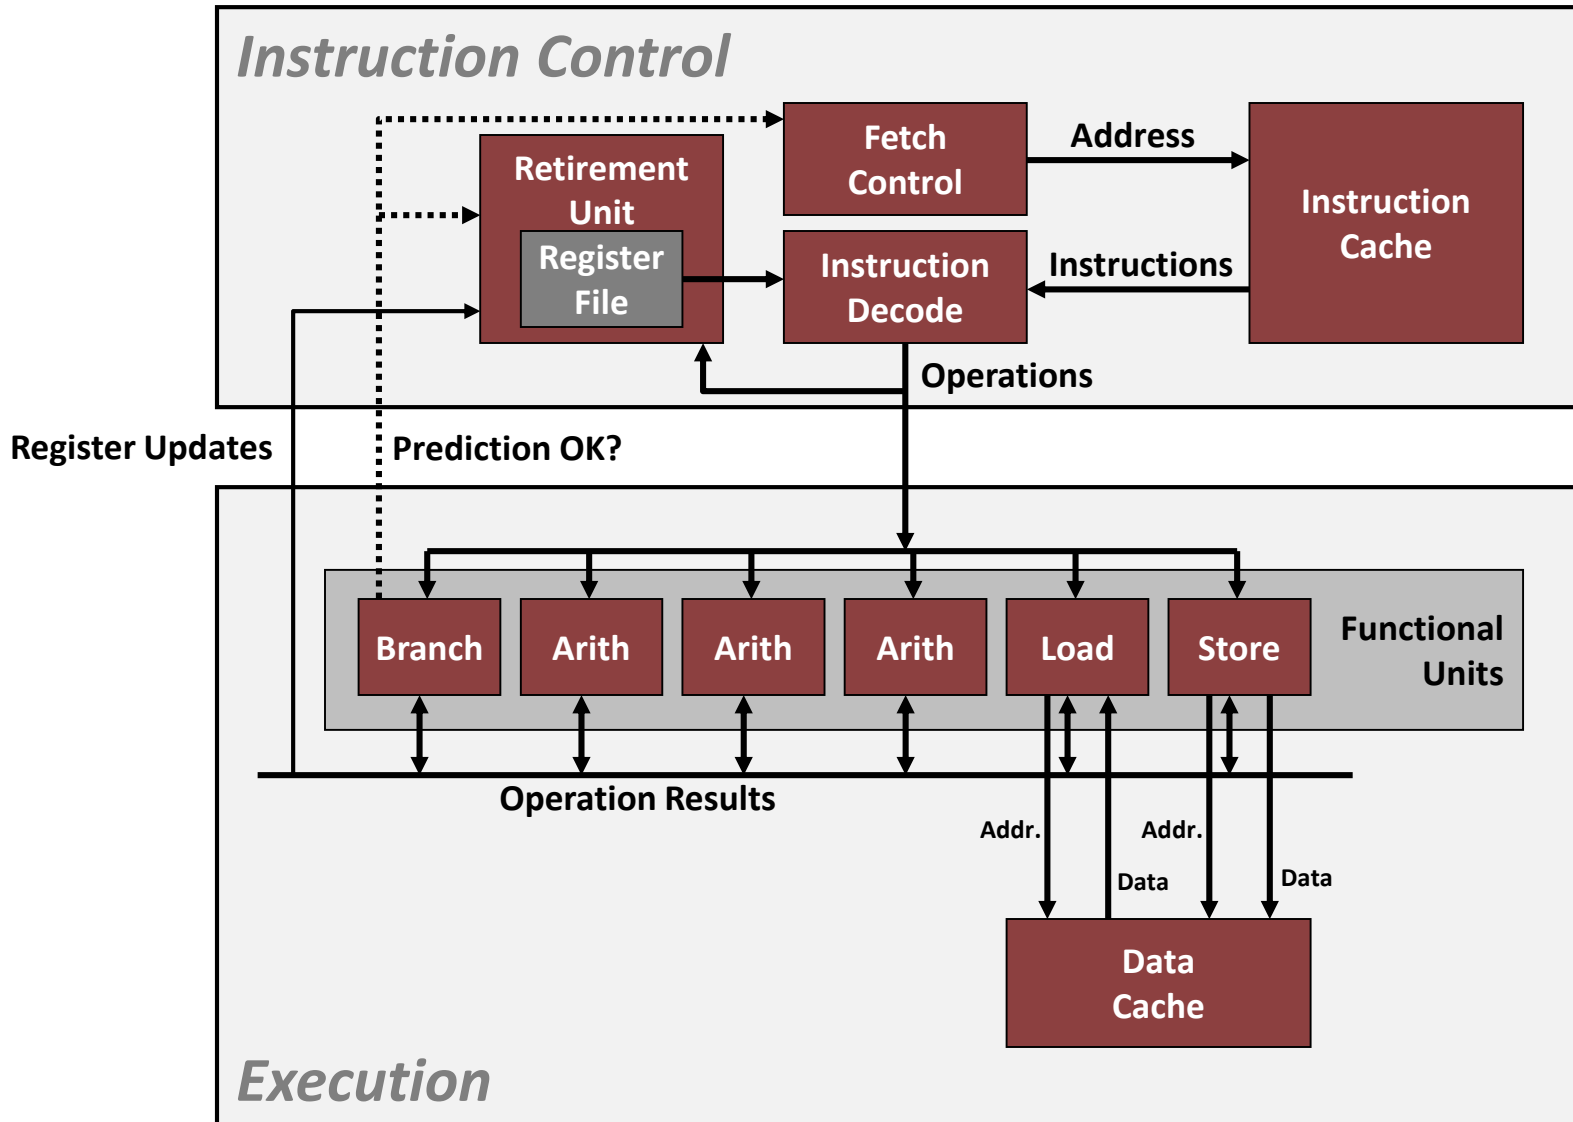 Instruction Control
Fetch
Control
Address
Instruction
Cache
Retirement
Unit
Register
File
Instruction
Decode
Instructions
Operations
Register Updates
Prediction OK?
Branch
Arith
Arith
Arith
Load
Store
Functional
Units
Operation Results
Addr.
Addr.
Data
Data
Data
Cache
Execution